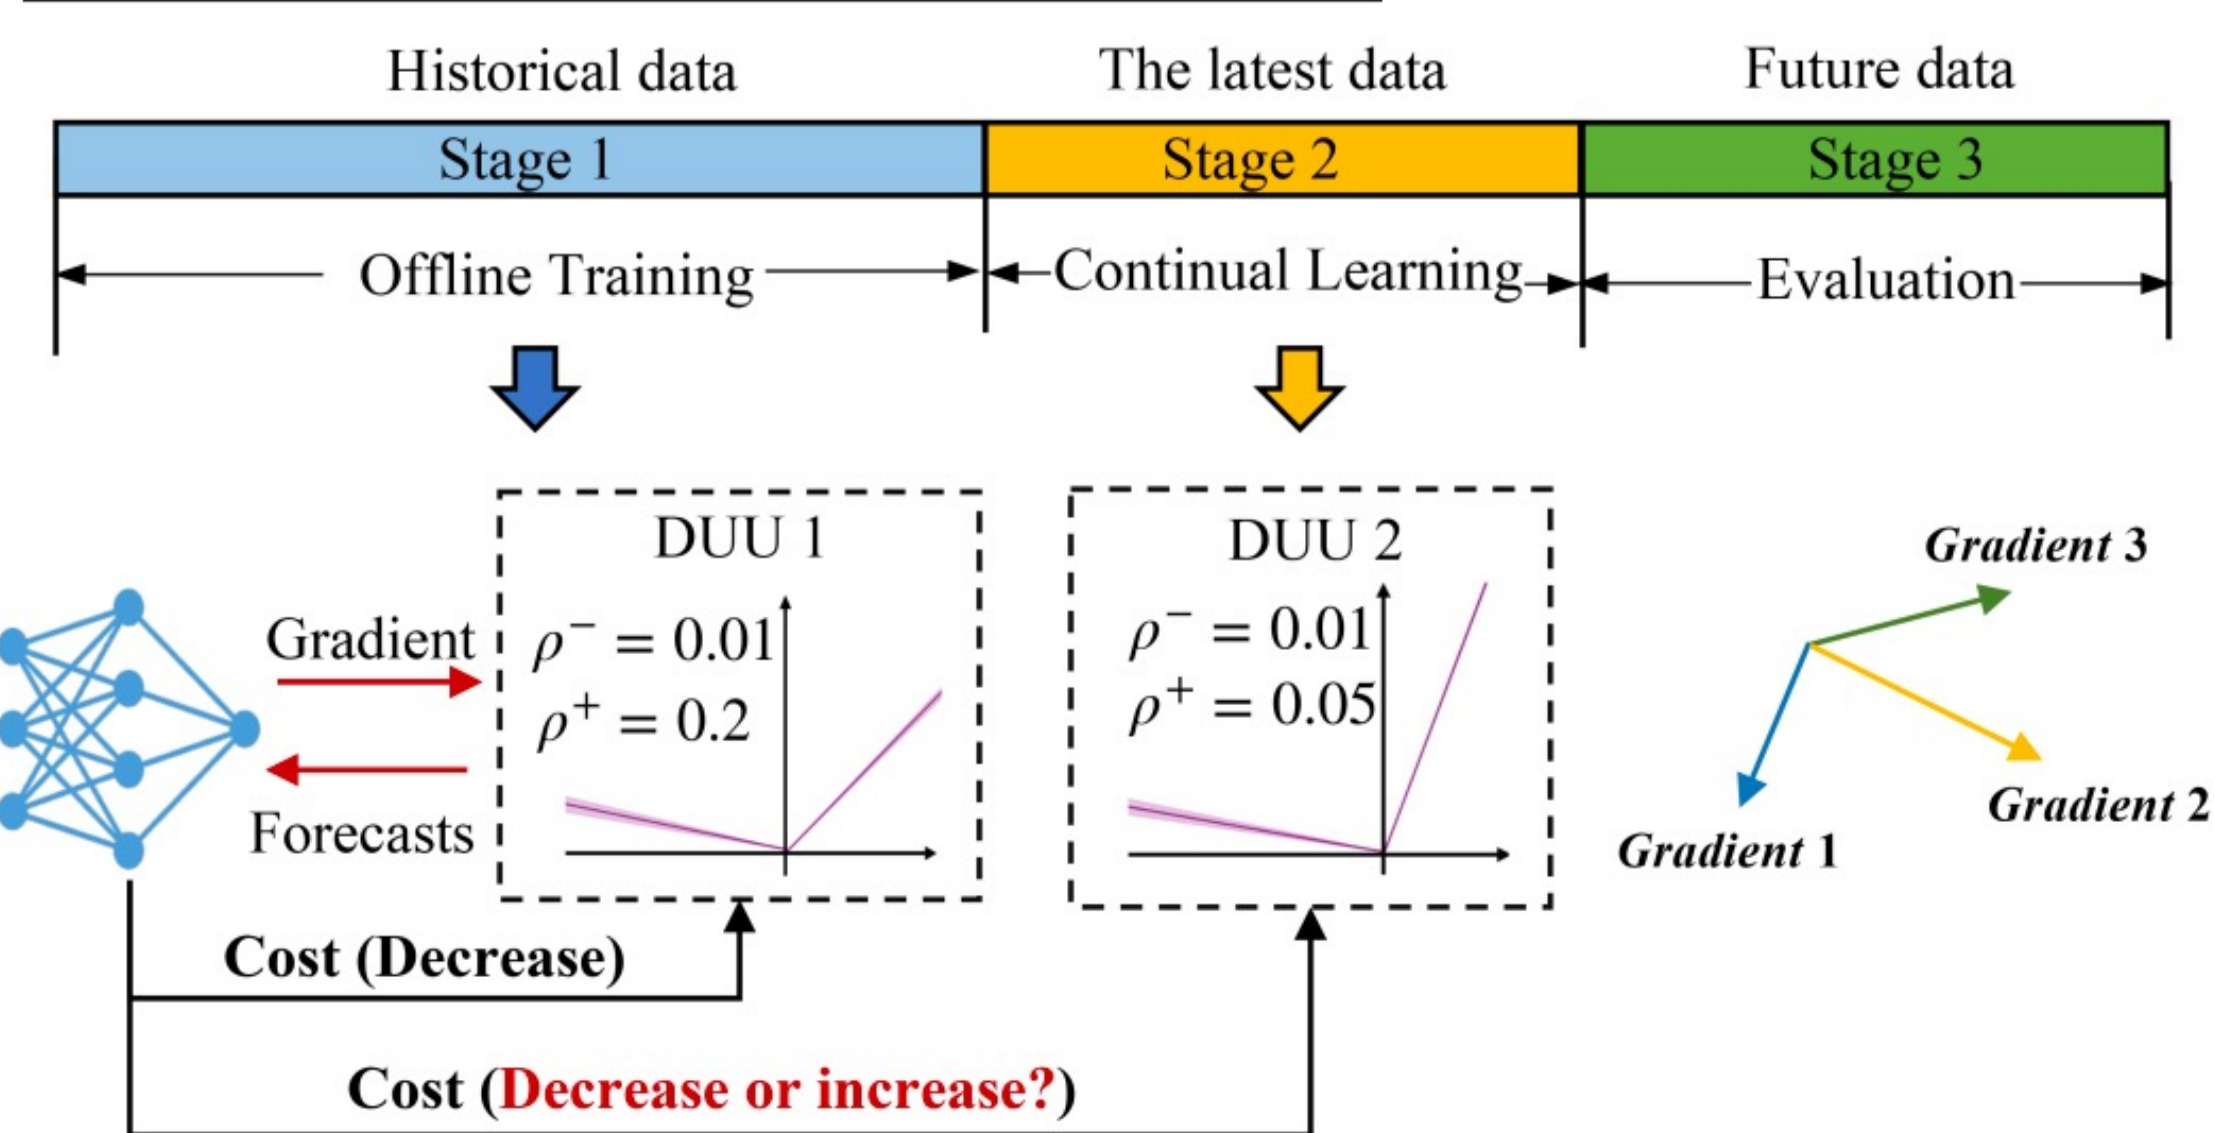 Historical data
The latest data
Future data
Stage 1
Stage 2
Stage 3
Offline Training
Continual Learning
Evaluation
DUU 1
ρ⁻ = 0.01
ρ⁺ = 0.2
DUU 2
ρ⁻ = 0.01
ρ⁺ = 0.05
Gradient
Forecasts
Gradient 3
Gradient 2
Gradient 1
Cost (Decrease)
Cost (Decrease or increase?)